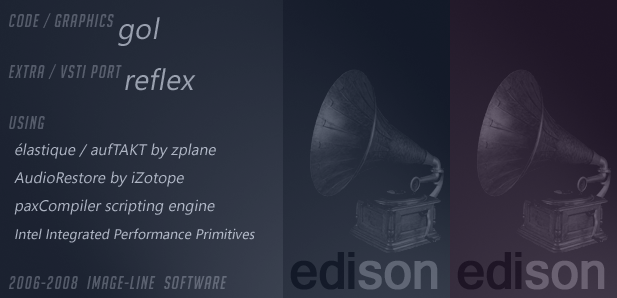 CODE / GRAPHICS gol
EXTRA / VSTI PORT reflex
USING
élastique / aufTAKT by zplane
AudioRestore by iZotope
paxCompiler scripting engine
Intel Integrated Performance Primitives
2006-2008 IMAGE-LINE SOFTWARE
edison
edison